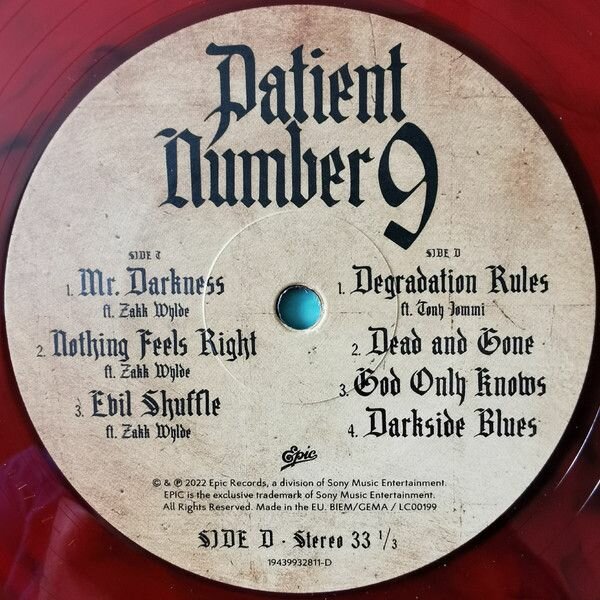 Patient
Number 9
SIDE C
1. Mr. Darkness
ft. Zakk Wylde
2. Nothing Feels Right
ft. Zakk Wylde
3. Evil Shuffle
ft. Zakk Wylde
SIDE D
1. Degradation Rules
ft. Tony Iommi
2. Dead and Gone
3. God Only Knows
4. Darkside Blues
Epic
© & ℗ 2022 Epic Records, a division of Sony Music Entertainment.
EPIC is the exclusive trademark of Sony Music Entertainment.
All Rights Reserved. Made in the EU. BIEM/GEMA / LC00199
SIDE D · Stereo 33 1/3
19439932811-D